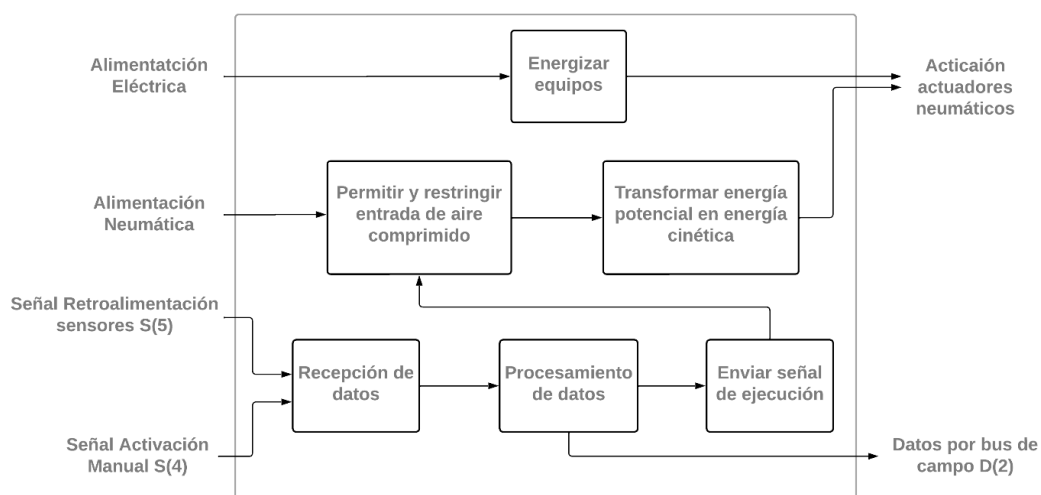 Alimentatción
Eléctrica
Energizar
equipos
Acticaión
actuadores
neumáticos
Alimentación
Neumática
Permitir y restringir
entrada de aire
comprimido
Transformar energía
potencial en energía
cinética
Señal Retroalimentación
sensores S(5)
Recepción de
datos
Procesamiento
de datos
Enviar señal
de ejecución
Señal Activación
Manual S(4)
Datos por bus de
campo D(2)